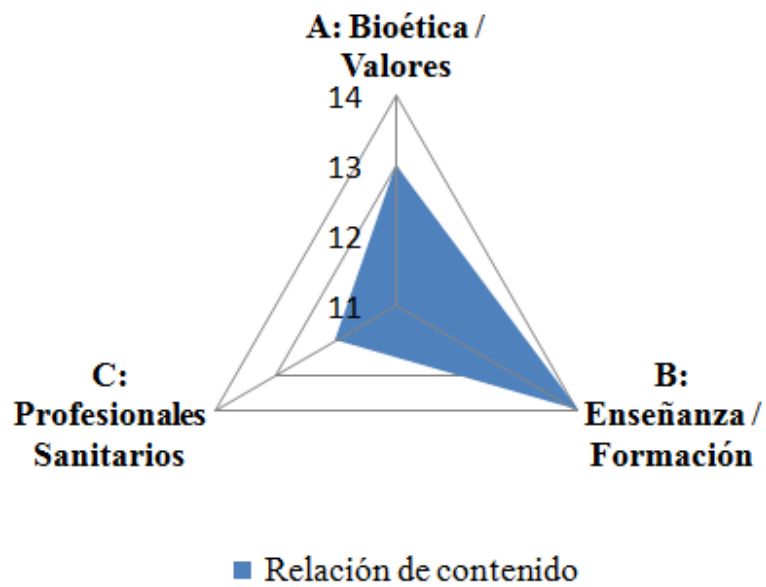 A: Bioética /
Valores
14
13
12
11
C:
Profesionales
Sanitarios
B:
Enseñanza /
Formación
Relación de contenido